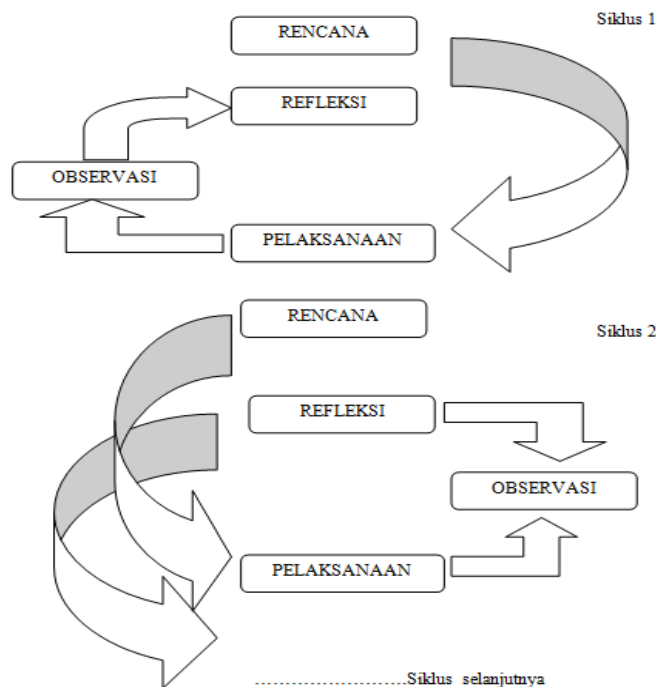 Siklus 1
RENCANA
REFLEKSI
OBSERVASI
PELAKSANAAN
RENCANA
Siklus 2
REFLEKSI
OBSERVASI
PELAKSANAAN
..............................Siklus selanjutnya